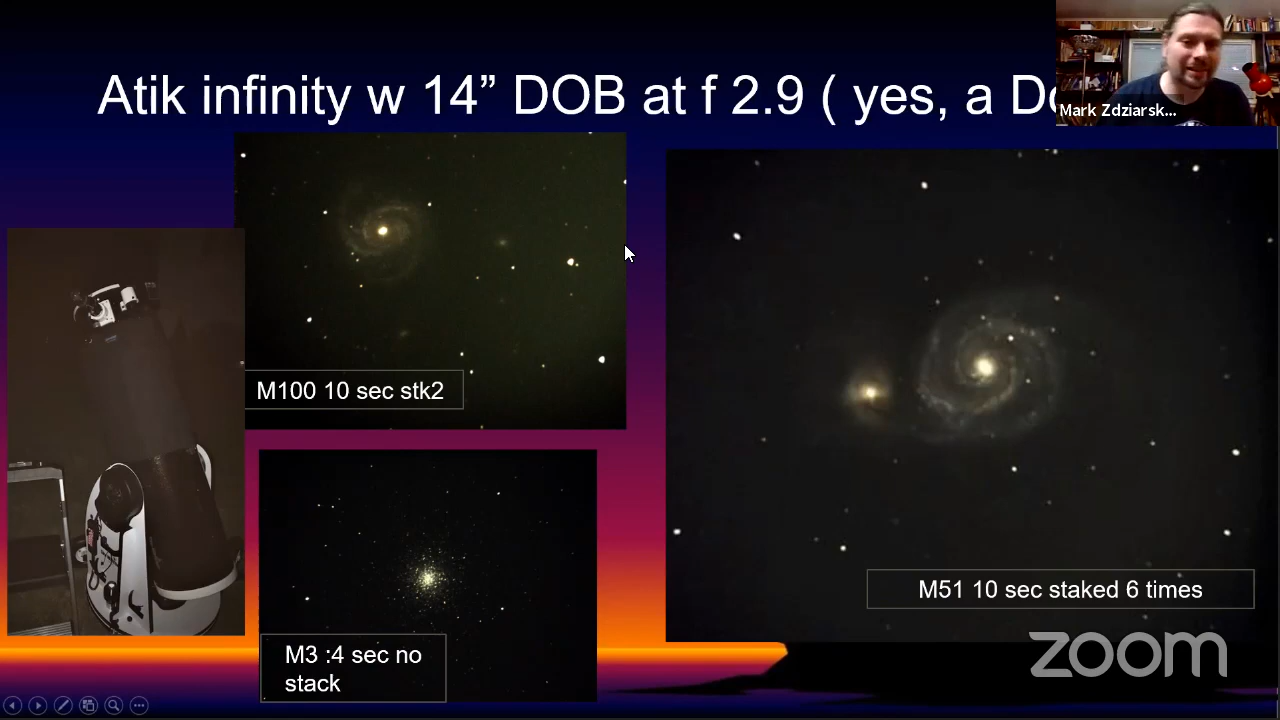 Atik infinity w 14” DOB at f 2.9 ( yes, a Do
Mark Zdziarsk...
M100 10 sec stk2
M51 10 sec staked 6 times
M3 :4 sec no
stack
zoom